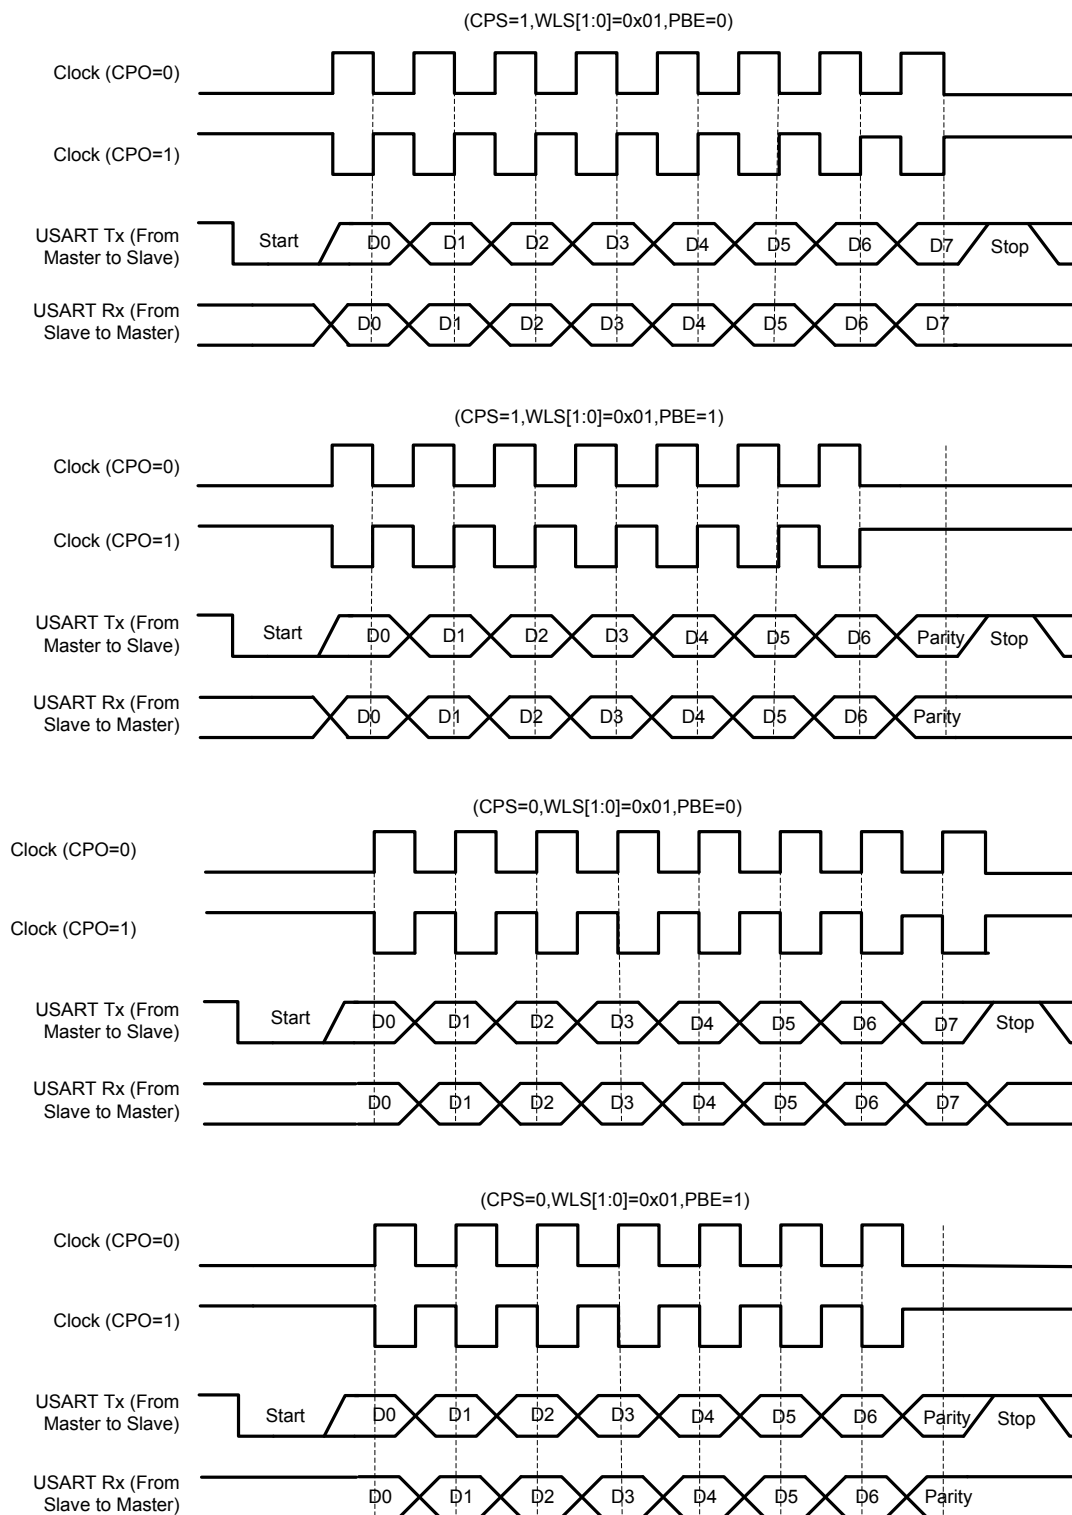 (CPS=1,WLS[1:0]=0x01,PBE=0)
Clock (CPO=0)
Clock (CPO=1)
USART Tx (From
Master to Slave)
Start D0 D1 D2 D3 D4 D5 D6 D7 Stop
USART Rx (From
Slave to Master)
D0 D1 D2 D3 D4 D5 D6 D7
(CPS=1,WLS[1:0]=0x01,PBE=1)
Clock (CPO=0)
Clock (CPO=1)
USART Tx (From
Master to Slave)
Start D0 D1 D2 D3 D4 D5 D6 Parity Stop
USART Rx (From
Slave to Master)
D0 D1 D2 D3 D4 D5 D6 Parity
(CPS=0,WLS[1:0]=0x01,PBE=0)
Clock (CPO=0)
Clock (CPO=1)
USART Tx (From
Master to Slave)
Start D0 D1 D2 D3 D4 D5 D6 D7 Stop
USART Rx (From
Slave to Master)
D0 D1 D2 D3 D4 D5 D6 D7
(CPS=0,WLS[1:0]=0x01,PBE=1)
Clock (CPO=0)
Clock (CPO=1)
USART Tx (From
Master to Slave)
Start D0 D1 D2 D3 D4 D5 D6 Parity Stop
USART Rx (From
Slave to Master)
D0 D1 D2 D3 D4 D5 D6 Parity